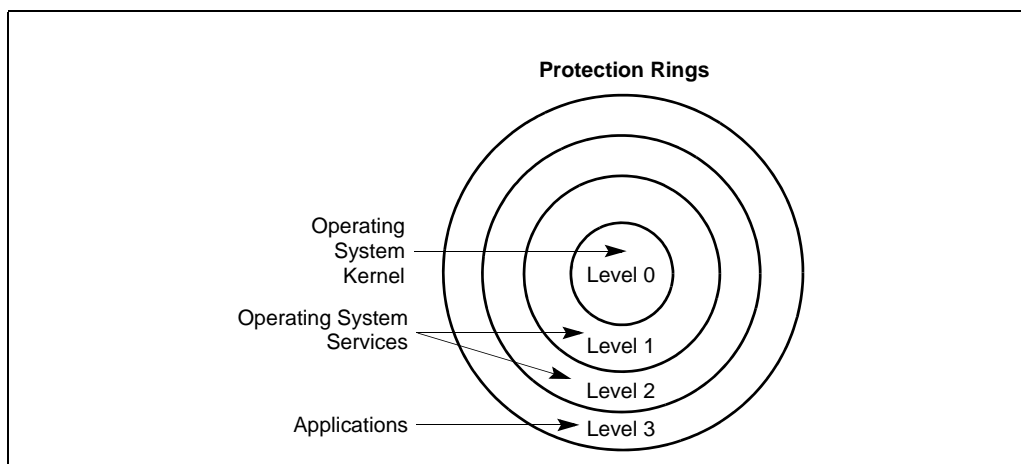 Protection Rings
Operating
System
Kernel
Level 0
Operating System
Services
Level 1
Level 2
Applications
Level 3